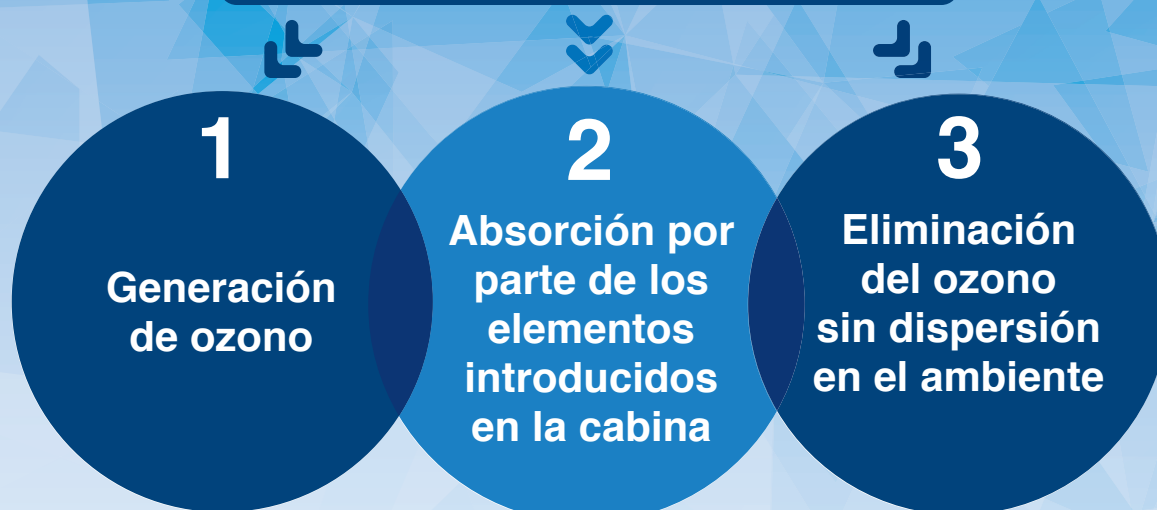 1
Generación
de ozono
2
Absorción por
parte de los
elementos
introducidos
en la cabina
3
Eliminación
del ozono
sin dispersión
en el ambiente